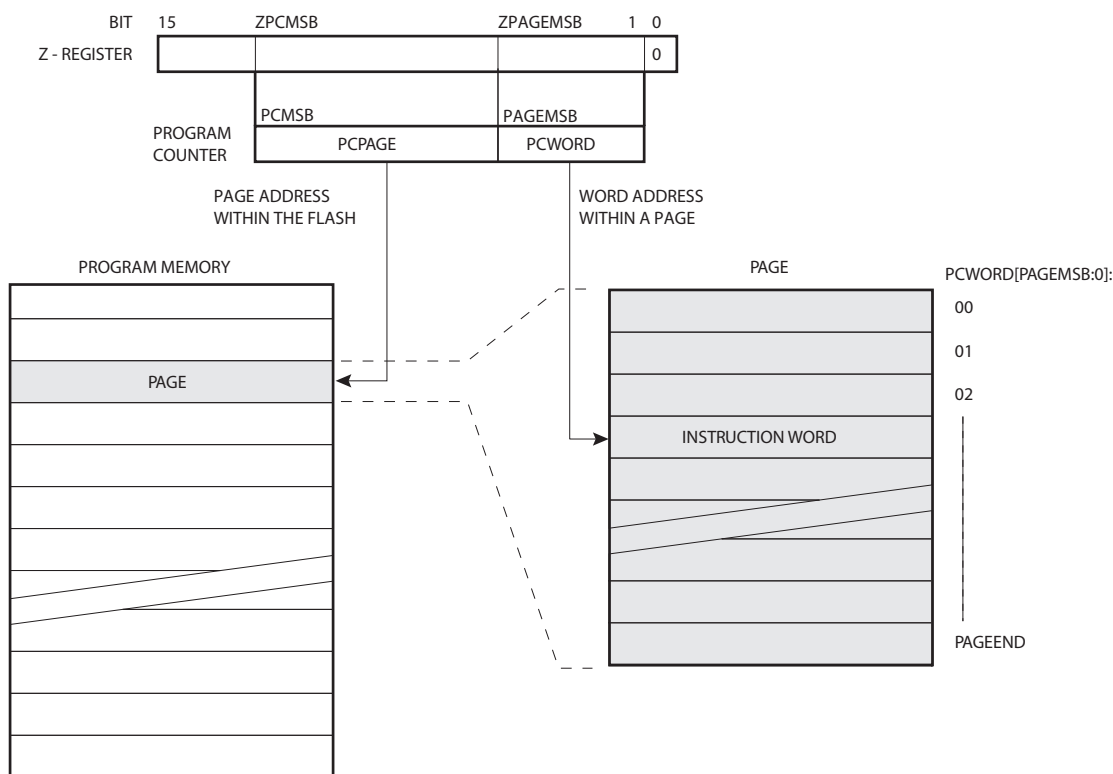 BIT 15 ZPCMSB ZPAGEMSB 1 0
Z - REGISTER 0
PCMSB PAGEMSB
PROGRAM
COUNTER
PCPAGE PCWORD
PAGE ADDRESS
WITHIN THE FLASH
WORD ADDRESS
WITHIN A PAGE
PROGRAM MEMORY
PAGE
PAGE
PCWORD[PAGEMSB:0]:
00
01
02
INSTRUCTION WORD
PAGEEND